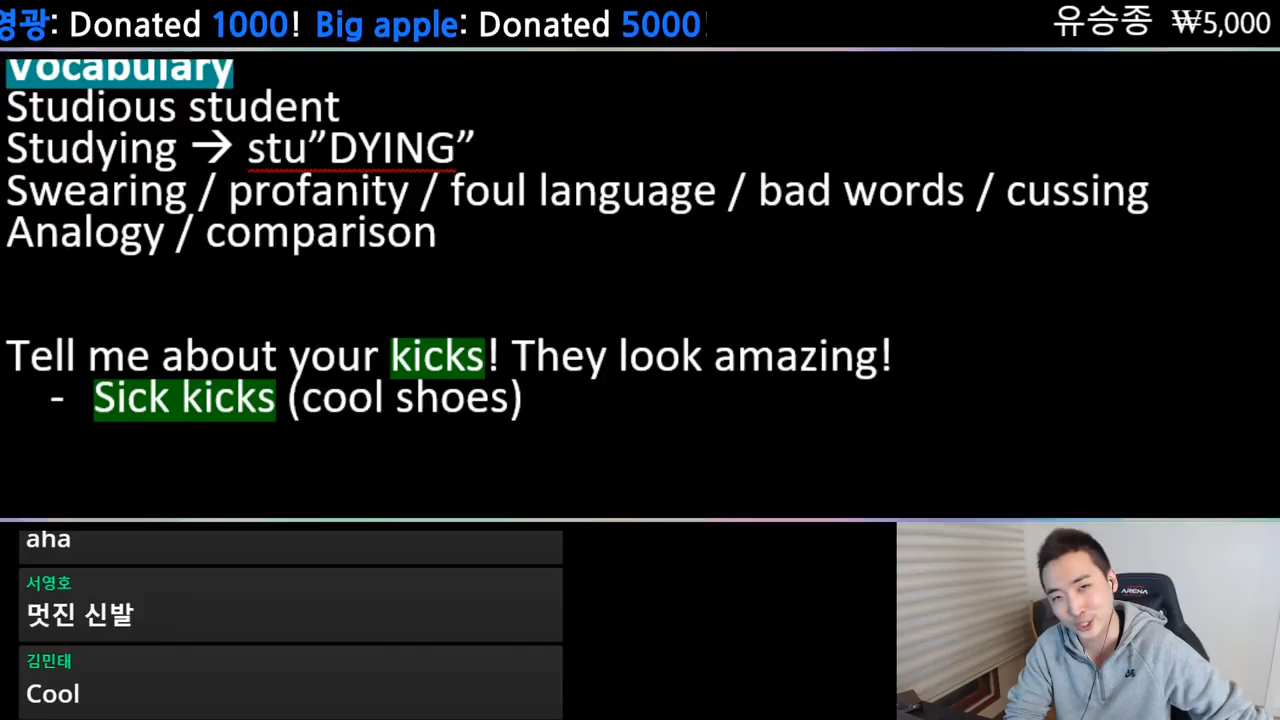 영광: Donated 1000! Big apple: Donated 5000!
유승종 ₩5,000
Vocabulary
Studious student
Studying → stu”DYING”
Swearing / profanity / foul language / bad words / cussing
Analogy / comparison
Tell me about your kicks! They look amazing!
- Sick kicks (cool shoes)
aha
서영호
멋진 신발
김민태
Cool
ARENA